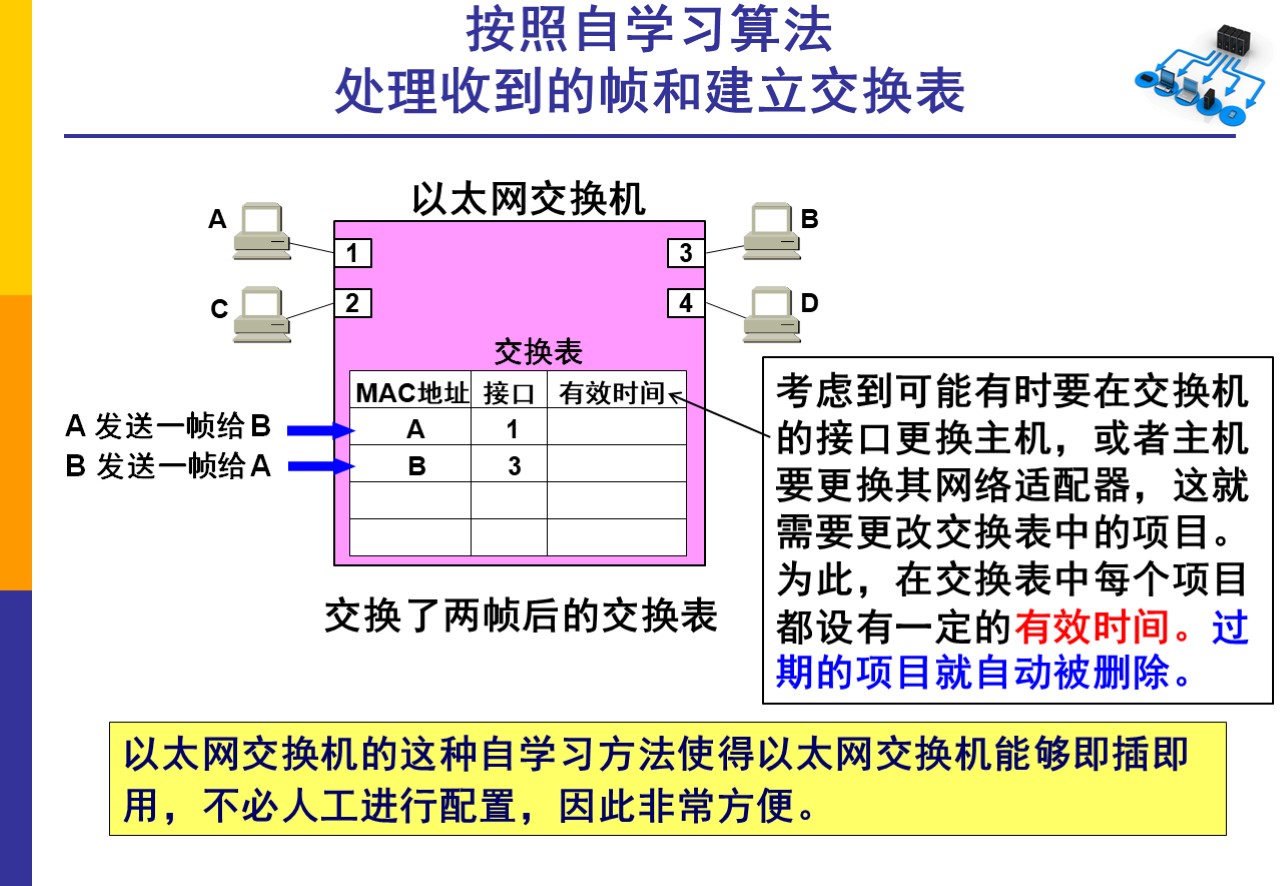 按照自学习算法
处理收到的帧和建立交换表
以太网交换机
A
1
3
B
C
2
4
D
交换表
MAC地址 接口 有效时间
A 发送一帧给B
A 1
B 发送一帧给A
B 3
考虑到可能有时要在交换机
的接口更换主机，或者主机
要更换其网络适配器，这就
需要更改交换表中的项目。
为此，在交换表中每个项目
都设有一定的有效时间。过
期的项目就自动被删除。
交换了两帧后的交换表
以太网交换机的这种自学习方法使得以太网交换机能够即插即
用，不必人工进行配置，因此非常方便。